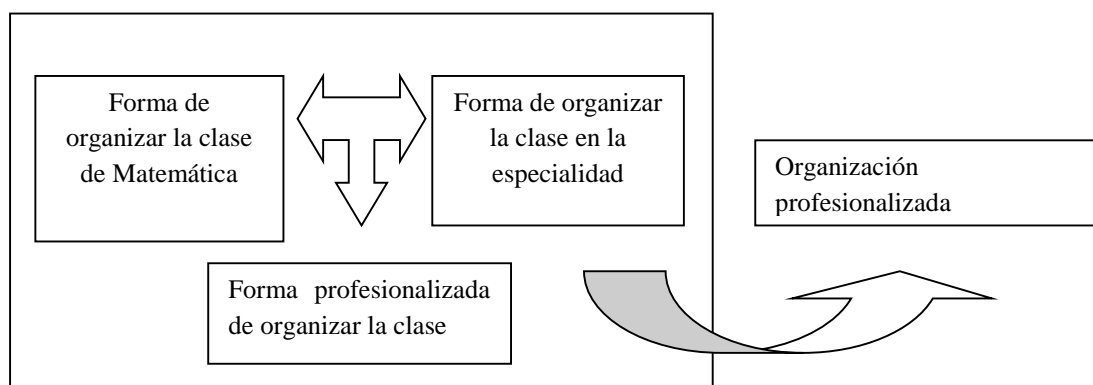 Forma de
organizar la clase
de Matemática
Forma de organizar
la clase en la
especialidad
Organización
profesionalizada
Forma profesionalizada
de organizar la clase